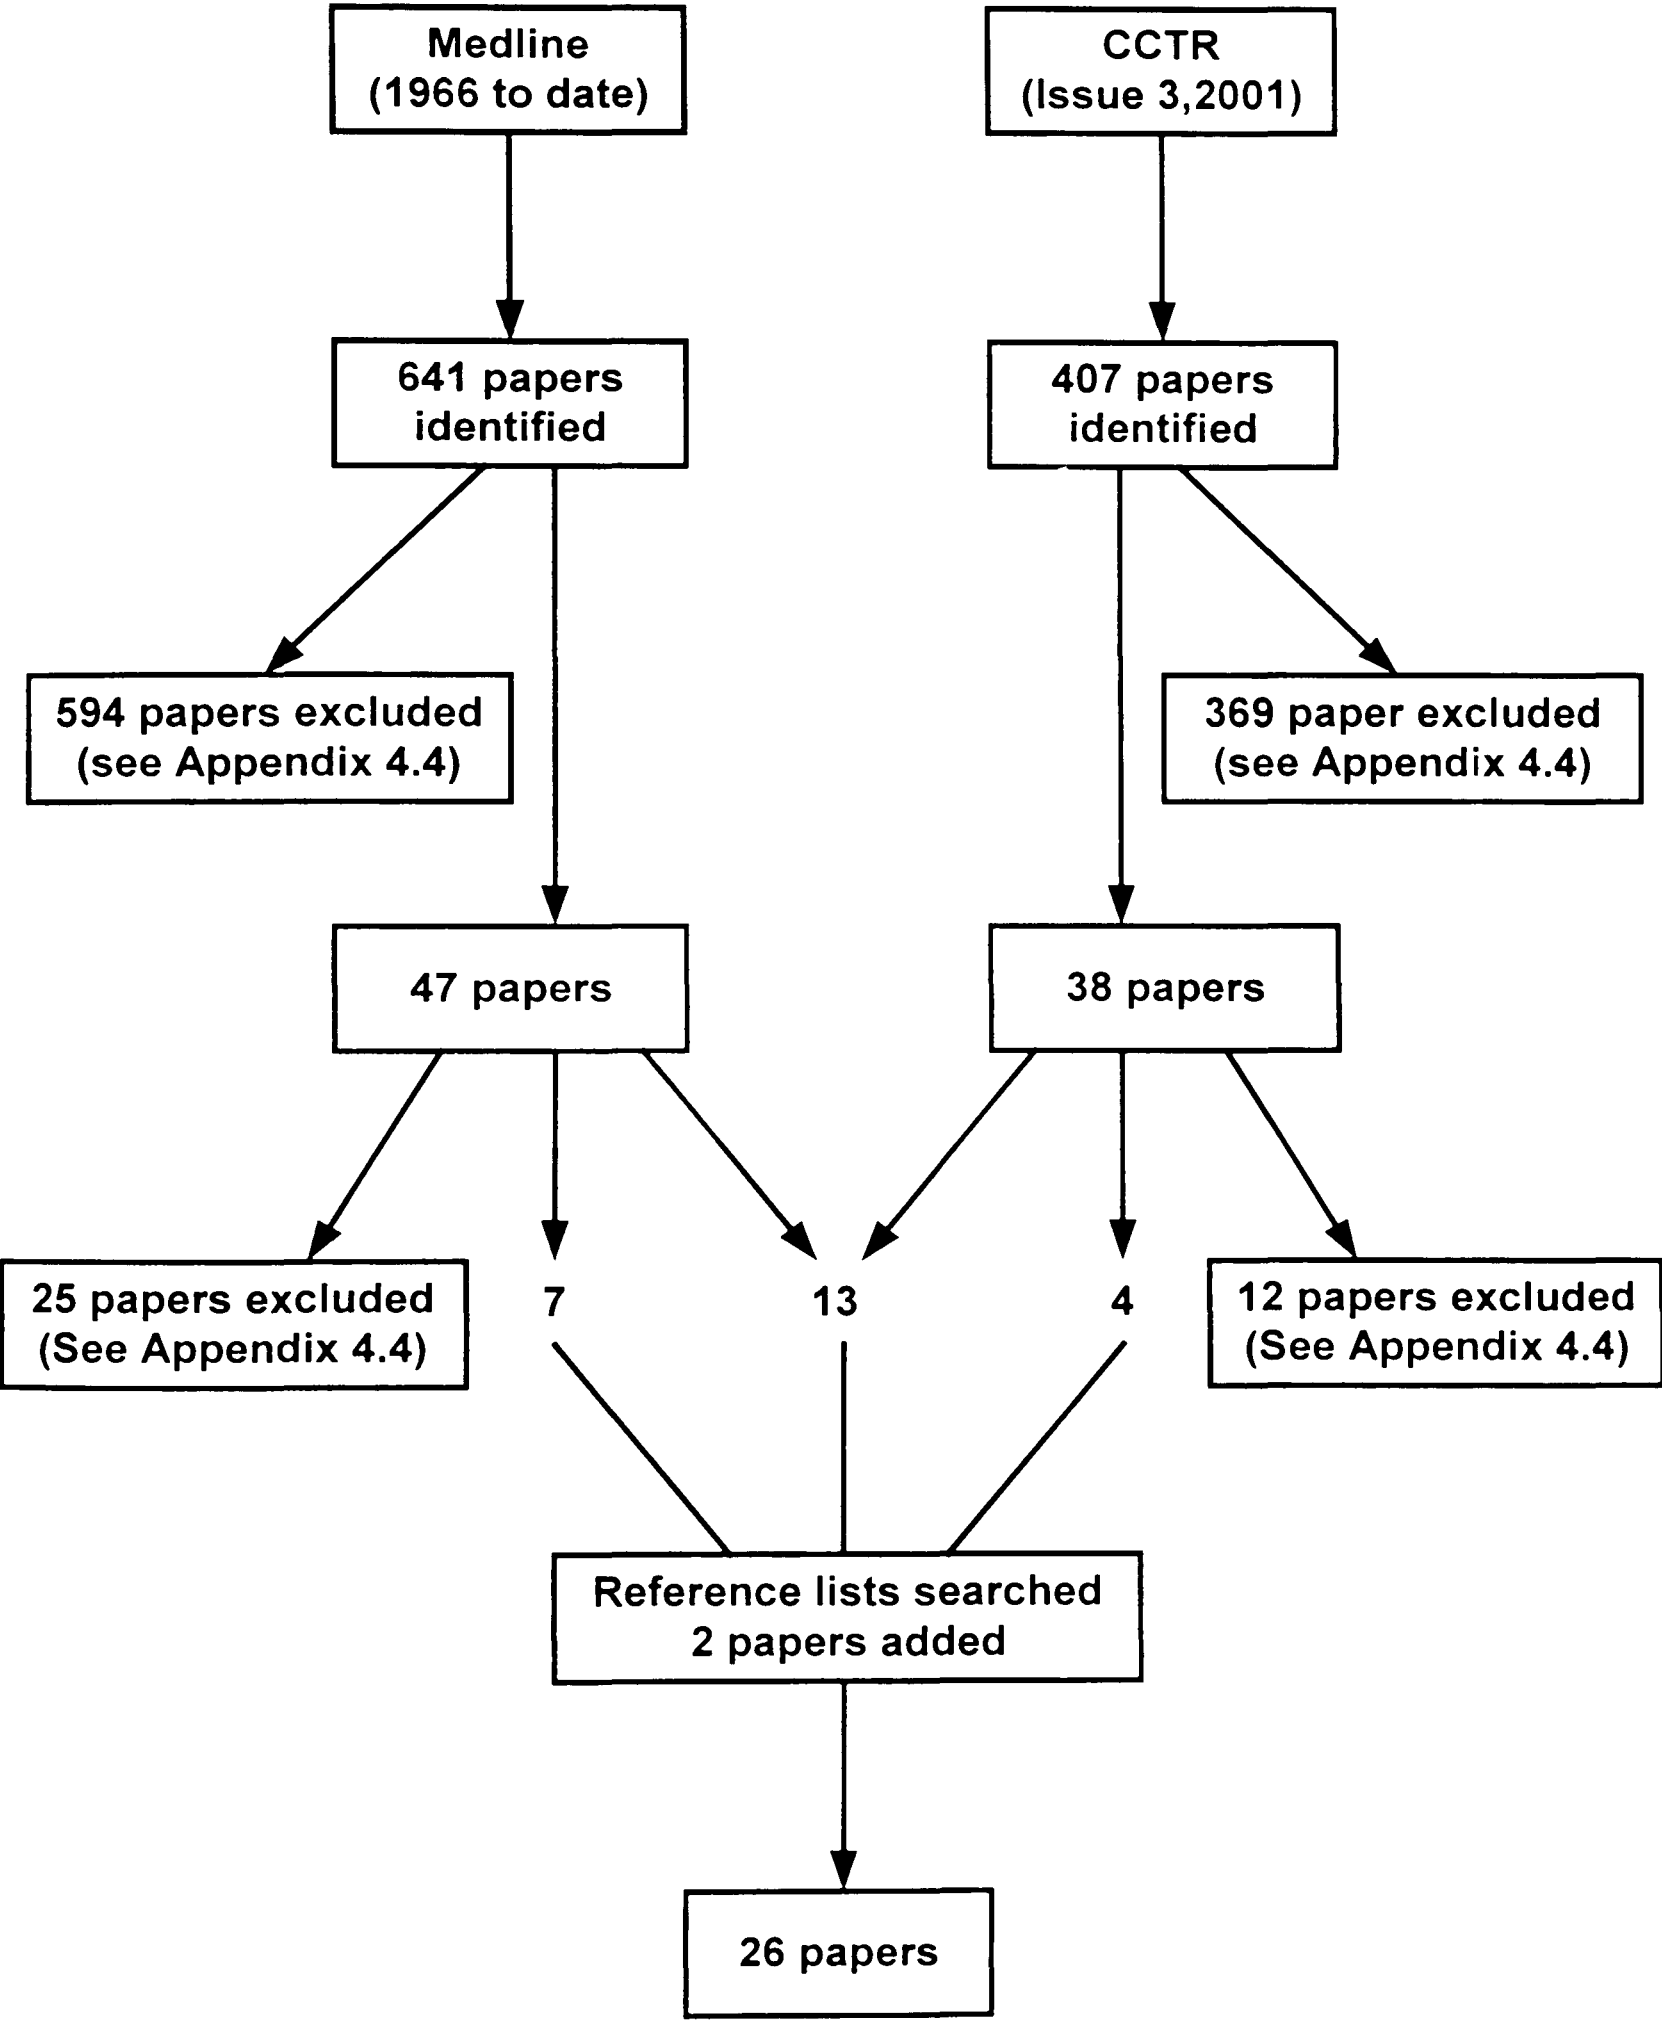 Medline
(1966 to date)
CCTR
(Issue 3,2001)
641 papers
identified
407 papers
identified
594 papers excluded
(see Appendix 4.4)
369 paper excluded
(see Appendix 4.4)
47 papers
38 papers
25 papers excluded
(See Appendix 4.4)
7
13
4
12 papers excluded
(See Appendix 4.4)
Reference lists searched
2 papers added
26 papers